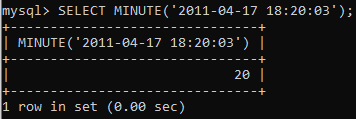 mysql> SELECT MINUTE('2011-04-17 18:20:03');
+-------------------------------+
| MINUTE('2011-04-17 18:20:03') |
+-------------------------------+
|                            20 |
+-------------------------------+
1 row in set (0.00 sec)